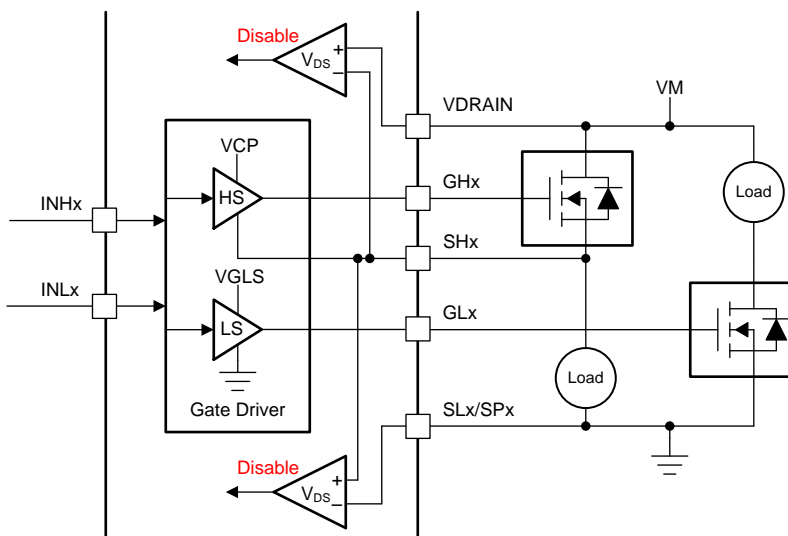 Disable
+
VDS
−
VM
VDRAIN
VCP
Load
INHx
HS
GHx
SHx
VGLS
INLx
LS
GLx
Load
Gate Driver
SLx/SPx
Disable
+
VDS
−